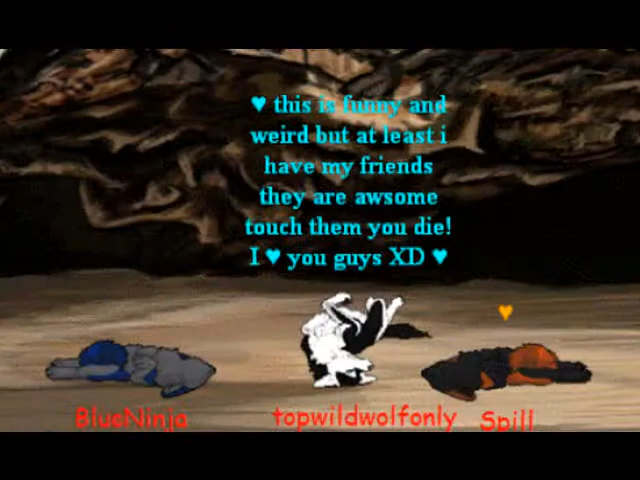 ♥ this is funny and
weird but at least i
have my friends
they are awsome
touch them you die!
I ♥ you guys XD ♥
BlueNinja topwildwolfonly Spill